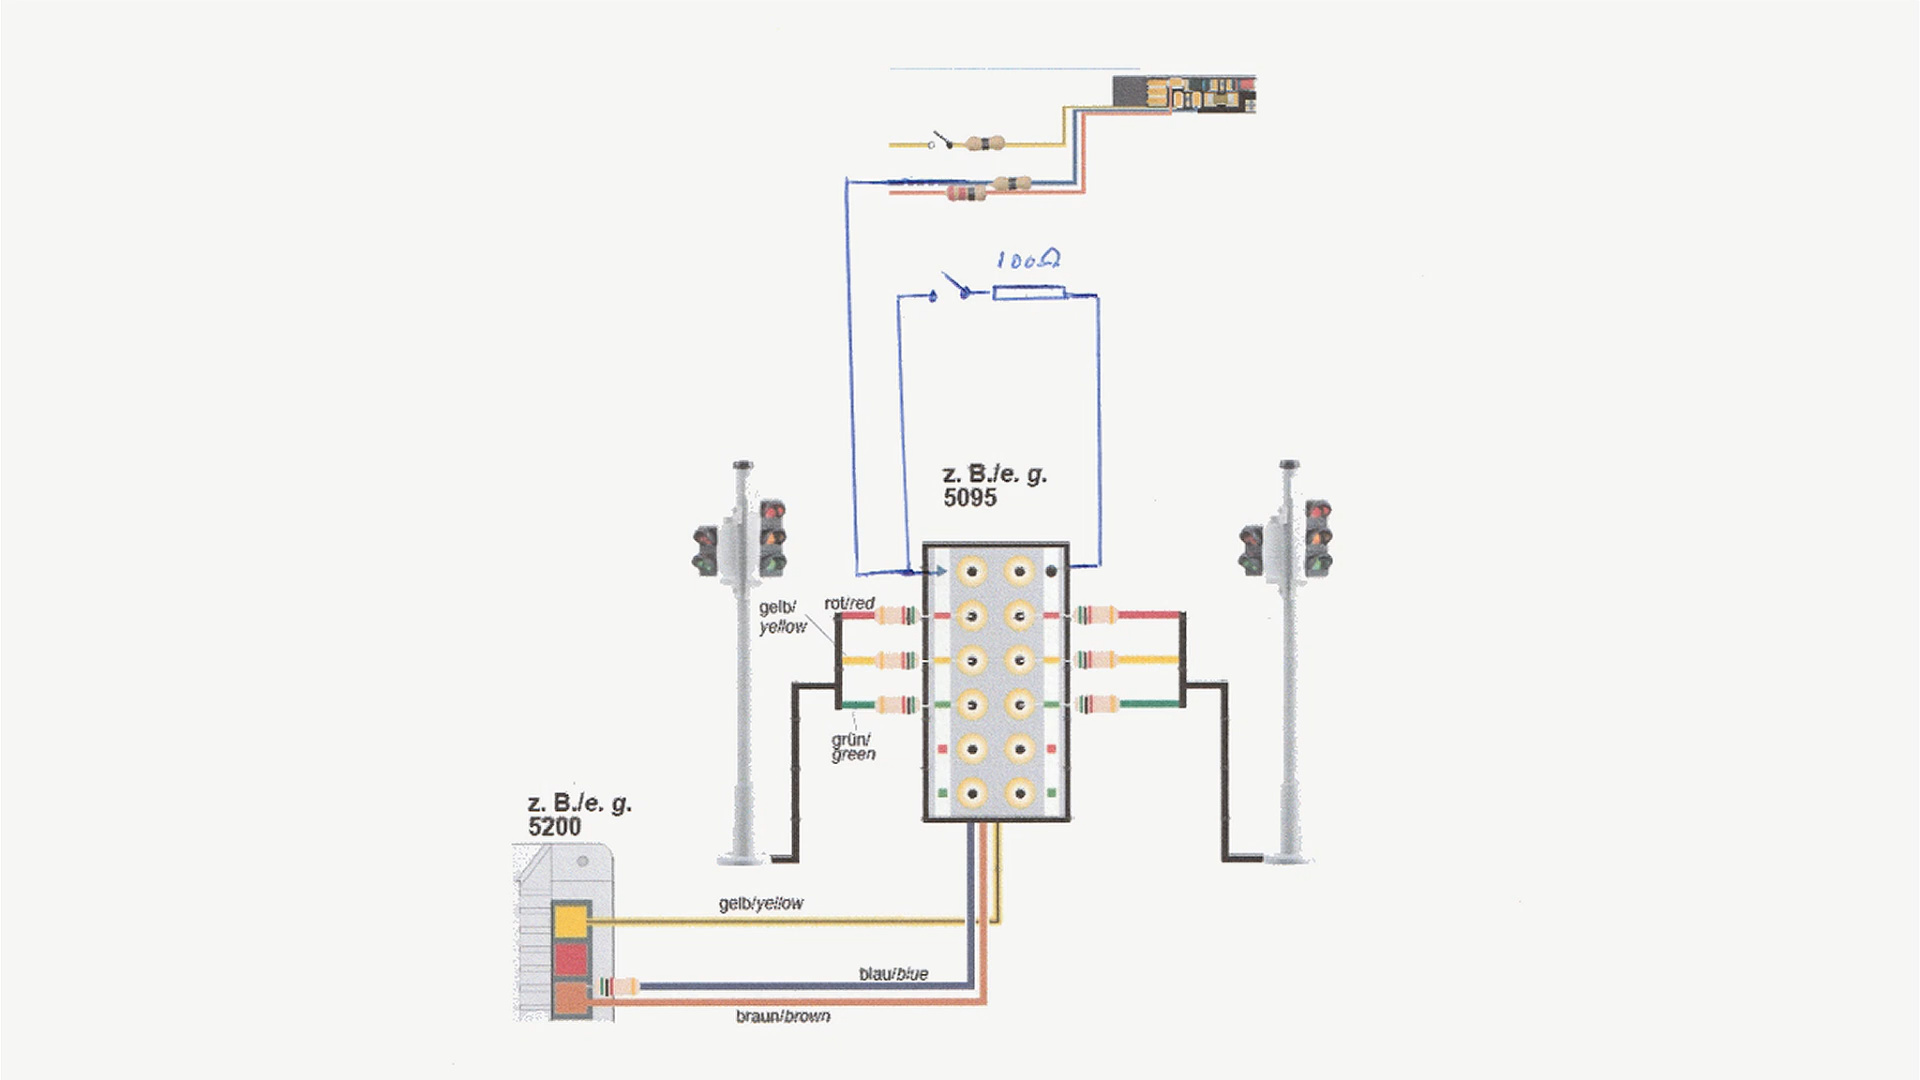 100Ω
z. B./e. g.
5095
gelb/
yellow
rot/red
grün/
green
z. B./e. g.
5200
gelb/yellow
blau/blue
braun/brown